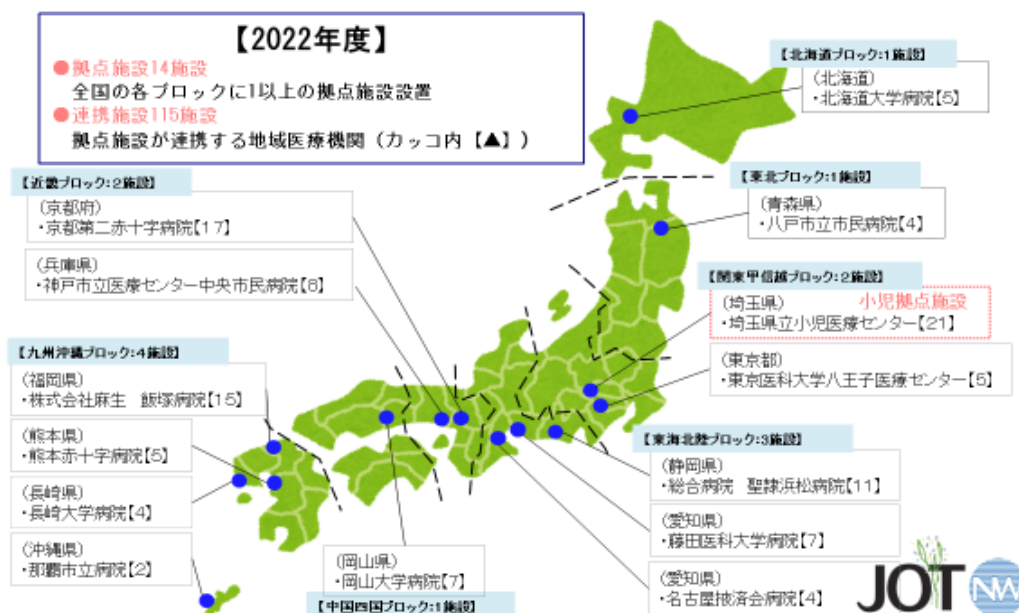 【2022年度】
●拠点施設14施設
全国の各ブロックに1以上の拠点施設設置
●連携施設115施設
拠点施設が連携する地域医療機関（カッコ内【▲】）
【北海道ブロック:1施設】
(北海道)
・北海道大学病院【5】
【東北ブロック:1施設】
(青森県)
・八戸市立市民病院【4】
【関東甲信越ブロック:2施設】
(埼玉県) 小児拠点施設
・埼玉県立小児医療センター【21】
(東京都)
・東京医科大学八王子医療センター【5】
【東海北陸ブロック:3施設】
(静岡県)
・総合病院 聖隷浜松病院【11】
(愛知県)
・藤田医科大学病院【7】
(愛知県)
・名古屋掖済会病院【4】
【近畿ブロック:2施設】
(京都府)
・京都第二赤十字病院【17】
(兵庫県)
・神戸市立医療センター中央市民病院【8】
【九州沖縄ブロック:4施設】
(福岡県)
・株式会社麻生 飯塚病院【15】
(熊本県)
・熊本赤十字病院【5】
(長崎県)
・長崎大学病院【4】
(沖縄県)
・那覇市立病院【2】
(岡山県)
・岡山大学病院【7】
【中国四国ブロック:1施設】
JOT NW